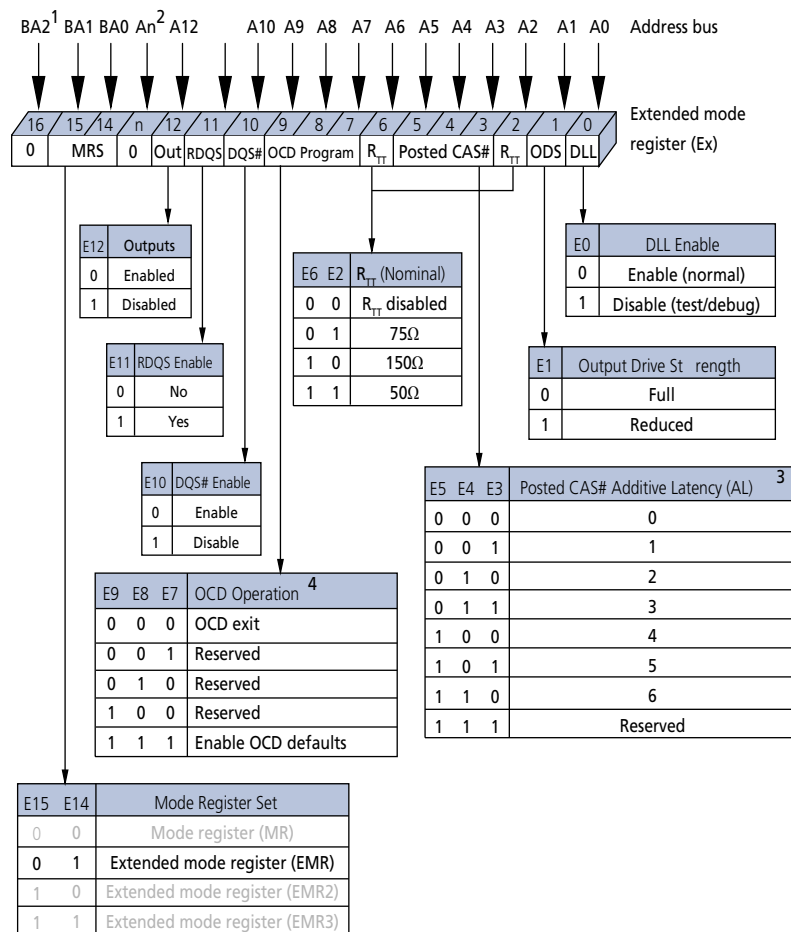 BA2 1 BA1 BA0 An 2 A12 A10 A9 A8 A7 A6 A5 A4 A3 A2 A1 A0 Address bus
16 15 14 n 12 11 10 9 8 7 6 5 4 3 2 1 0 Extended mode
register (Ex)
0 MRS 0 Out RDQS DQS# OCD Program RTT Posted CAS# RTT ODS DLL
E12 Outputs
0 Enabled
1 Disabled
E0 DLL Enable
0 Enable (normal)
1 Disable (test/debug)
E6 E2 RTT (Nominal)
0 0 RTT disabled
0 1 75Ω
1 0 150Ω
1 1 50Ω
E11 RDQS Enable
0 No
1 Yes
E1 Output Drive St rength
0 Full
1 Reduced
E10 DQS# Enable
0 Enable
1 Disable
E5 E4 E3 Posted CAS# Additive Latency (AL) 3
0 0 0 0
0 0 1 1
0 1 0 2
0 1 1 3
1 0 0 4
1 0 1 5
1 1 0 6
1 1 1 Reserved
E9 E8 E7 OCD Operation 4
0 0 0 OCD exit
0 0 1 Reserved
0 1 0 Reserved
1 0 0 Reserved
1 1 1 Enable OCD defaults
E15 E14 Mode Register Set
0 0 Mode register (MR)
0 1 Extended mode register (EMR)
1 0 Extended mode register (EMR2)
1 1 Extended mode register (EMR3)